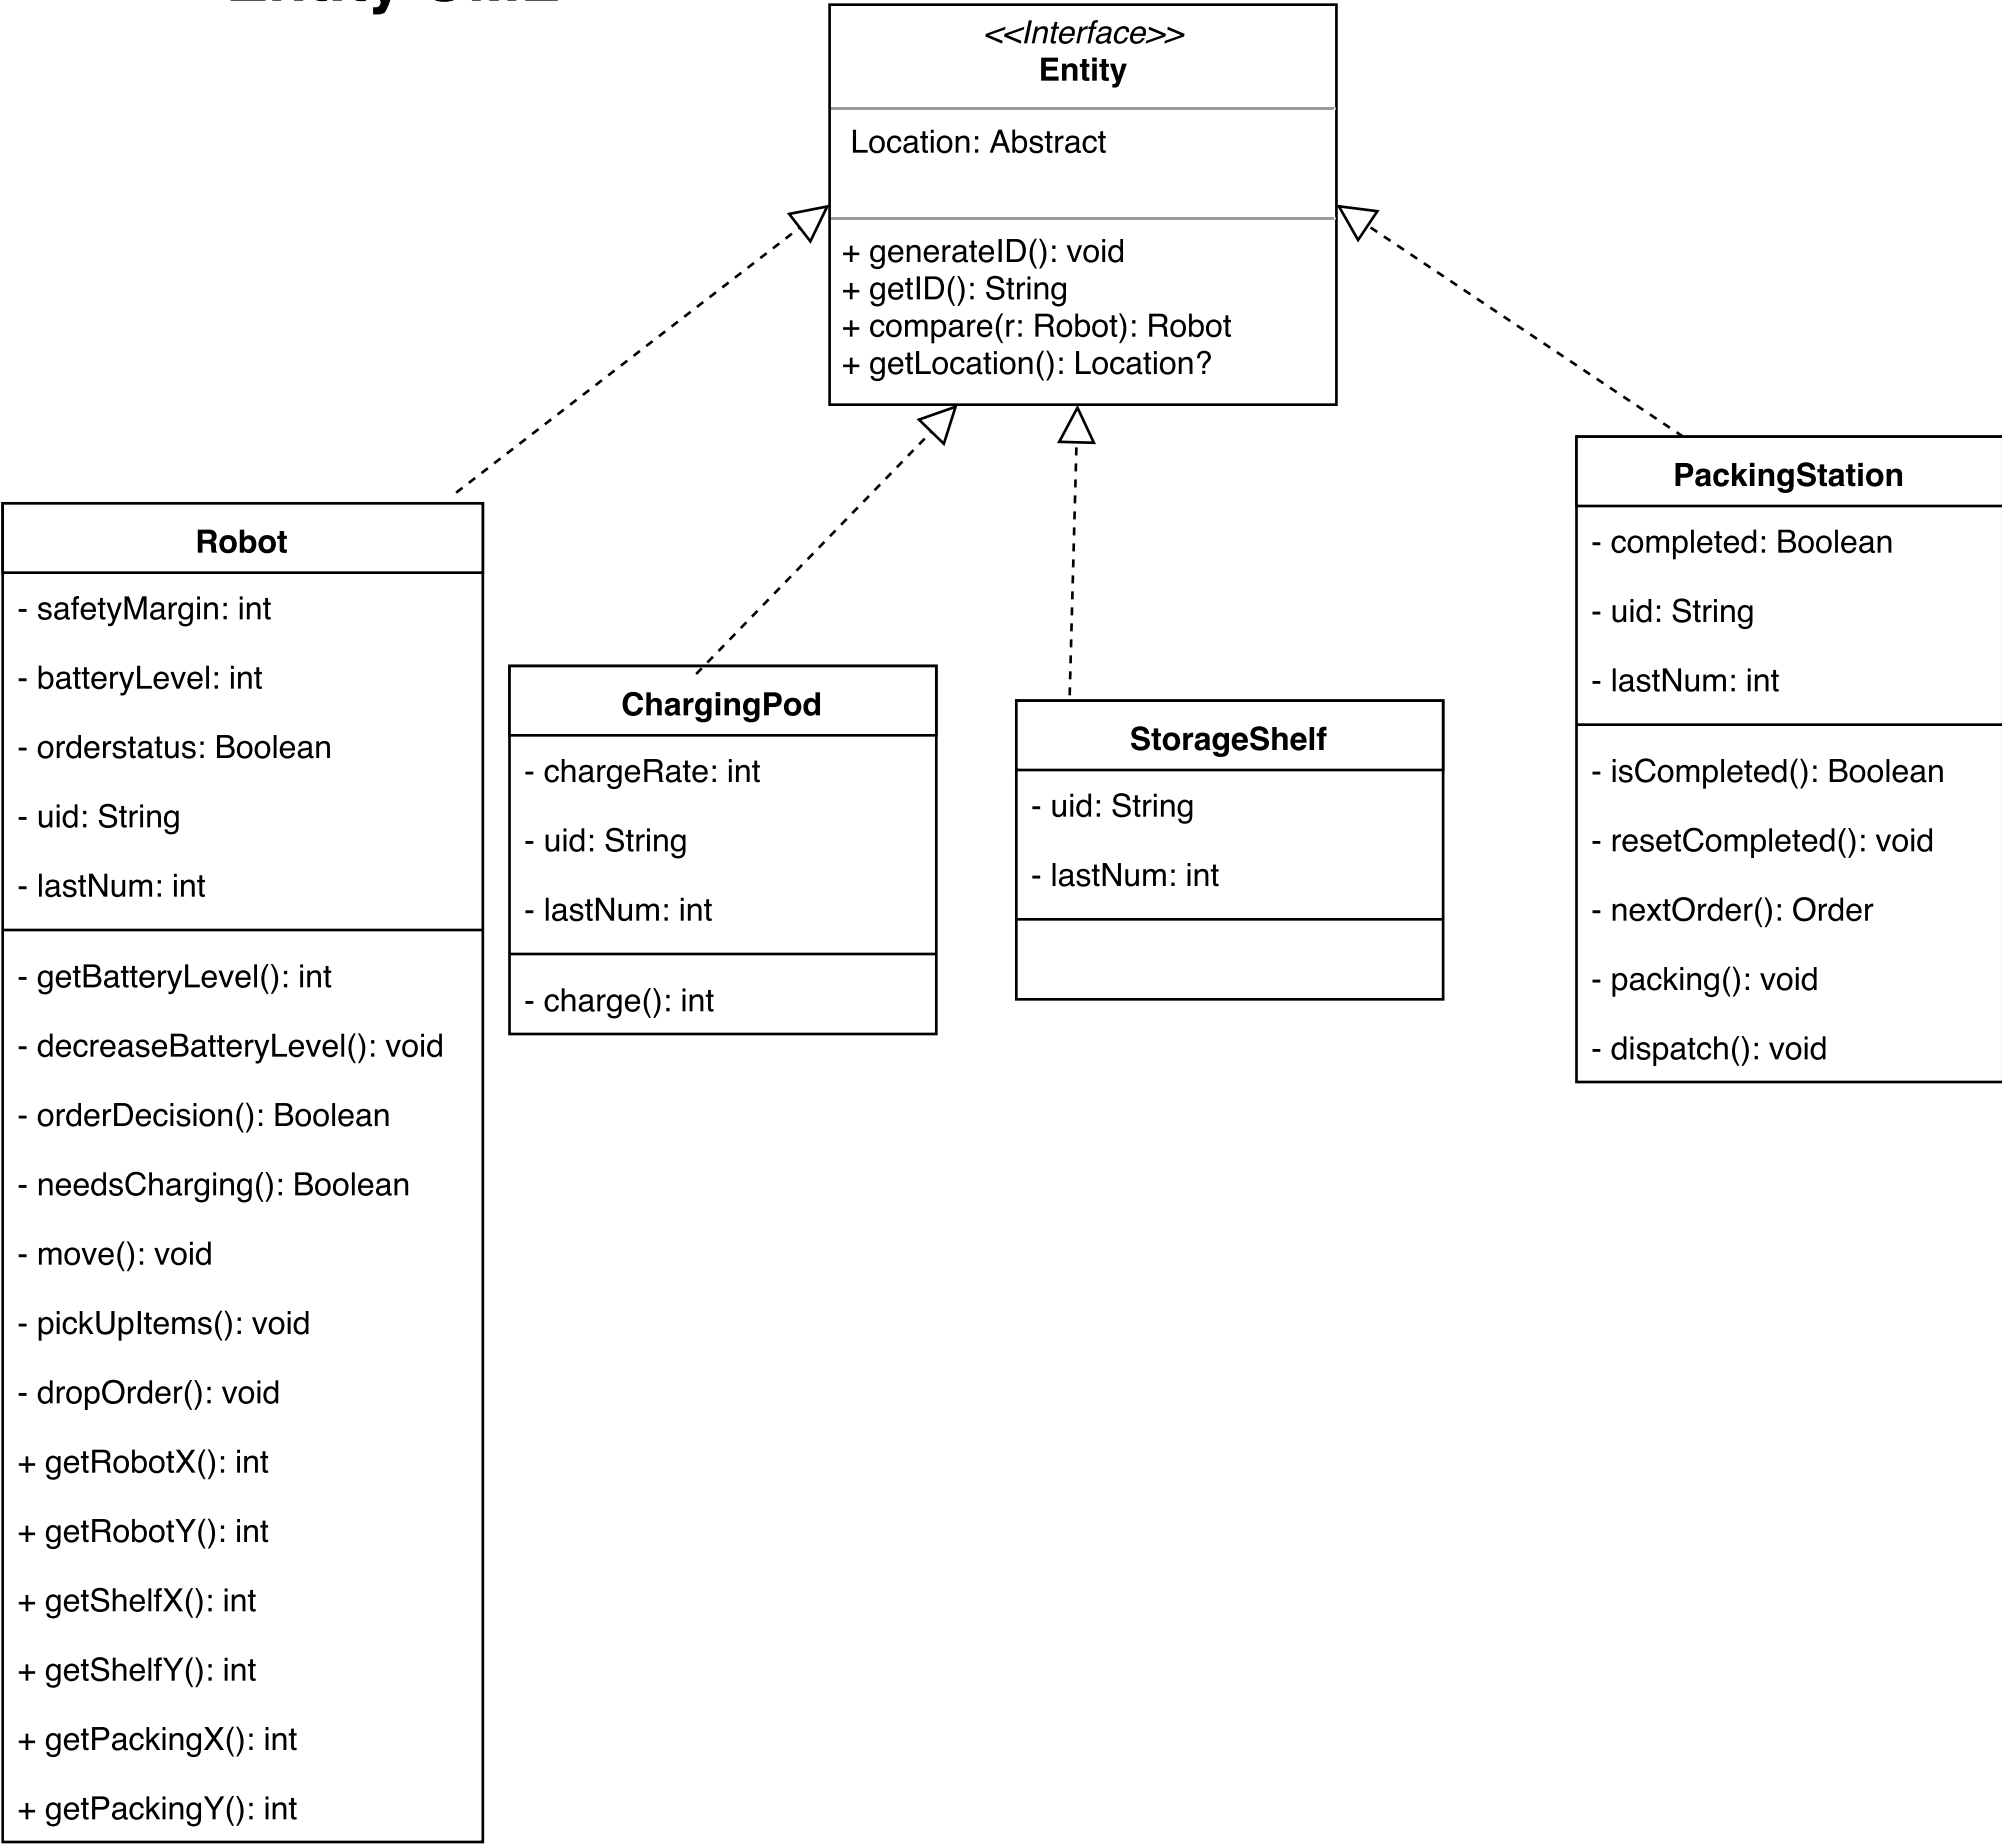 <<Interface>>
Entity
Location: Abstract
+ generateID(): void
+ getID(): String
+ compare(r: Robot): Robot
+ getLocation(): Location?
Robot
- safetyMargin: int
- batteryLevel: int
- orderstatus: Boolean
- uid: String
- lastNum: int
- getBatteryLevel(): int
- decreaseBatteryLevel(): void
- orderDecision(): Boolean
- needsCharging(): Boolean
- move(): void
- pickUpItems(): void
- dropOrder(): void
+ getRobotX(): int
+ getRobotY(): int
+ getShelfX(): int
+ getShelfY(): int
+ getPackingX(): int
+ getPackingY(): int
ChargingPod
- chargeRate: int
- uid: String
- lastNum: int
- charge(): int
StorageShelf
- uid: String
- lastNum: int
PackingStation
- completed: Boolean
- uid: String
- lastNum: int
- isCompleted(): Boolean
- resetCompleted(): void
- nextOrder(): Order
- packing(): void
- dispatch(): void